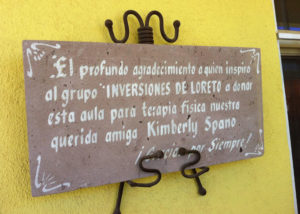 El profundo agradecimiento a quien inspiró
al grupo "INVERSIONES DE LORETO" a donar
esta aula para terapia física nuestra
querida amiga Kimberly Spano
¡Gracias por Siempre!